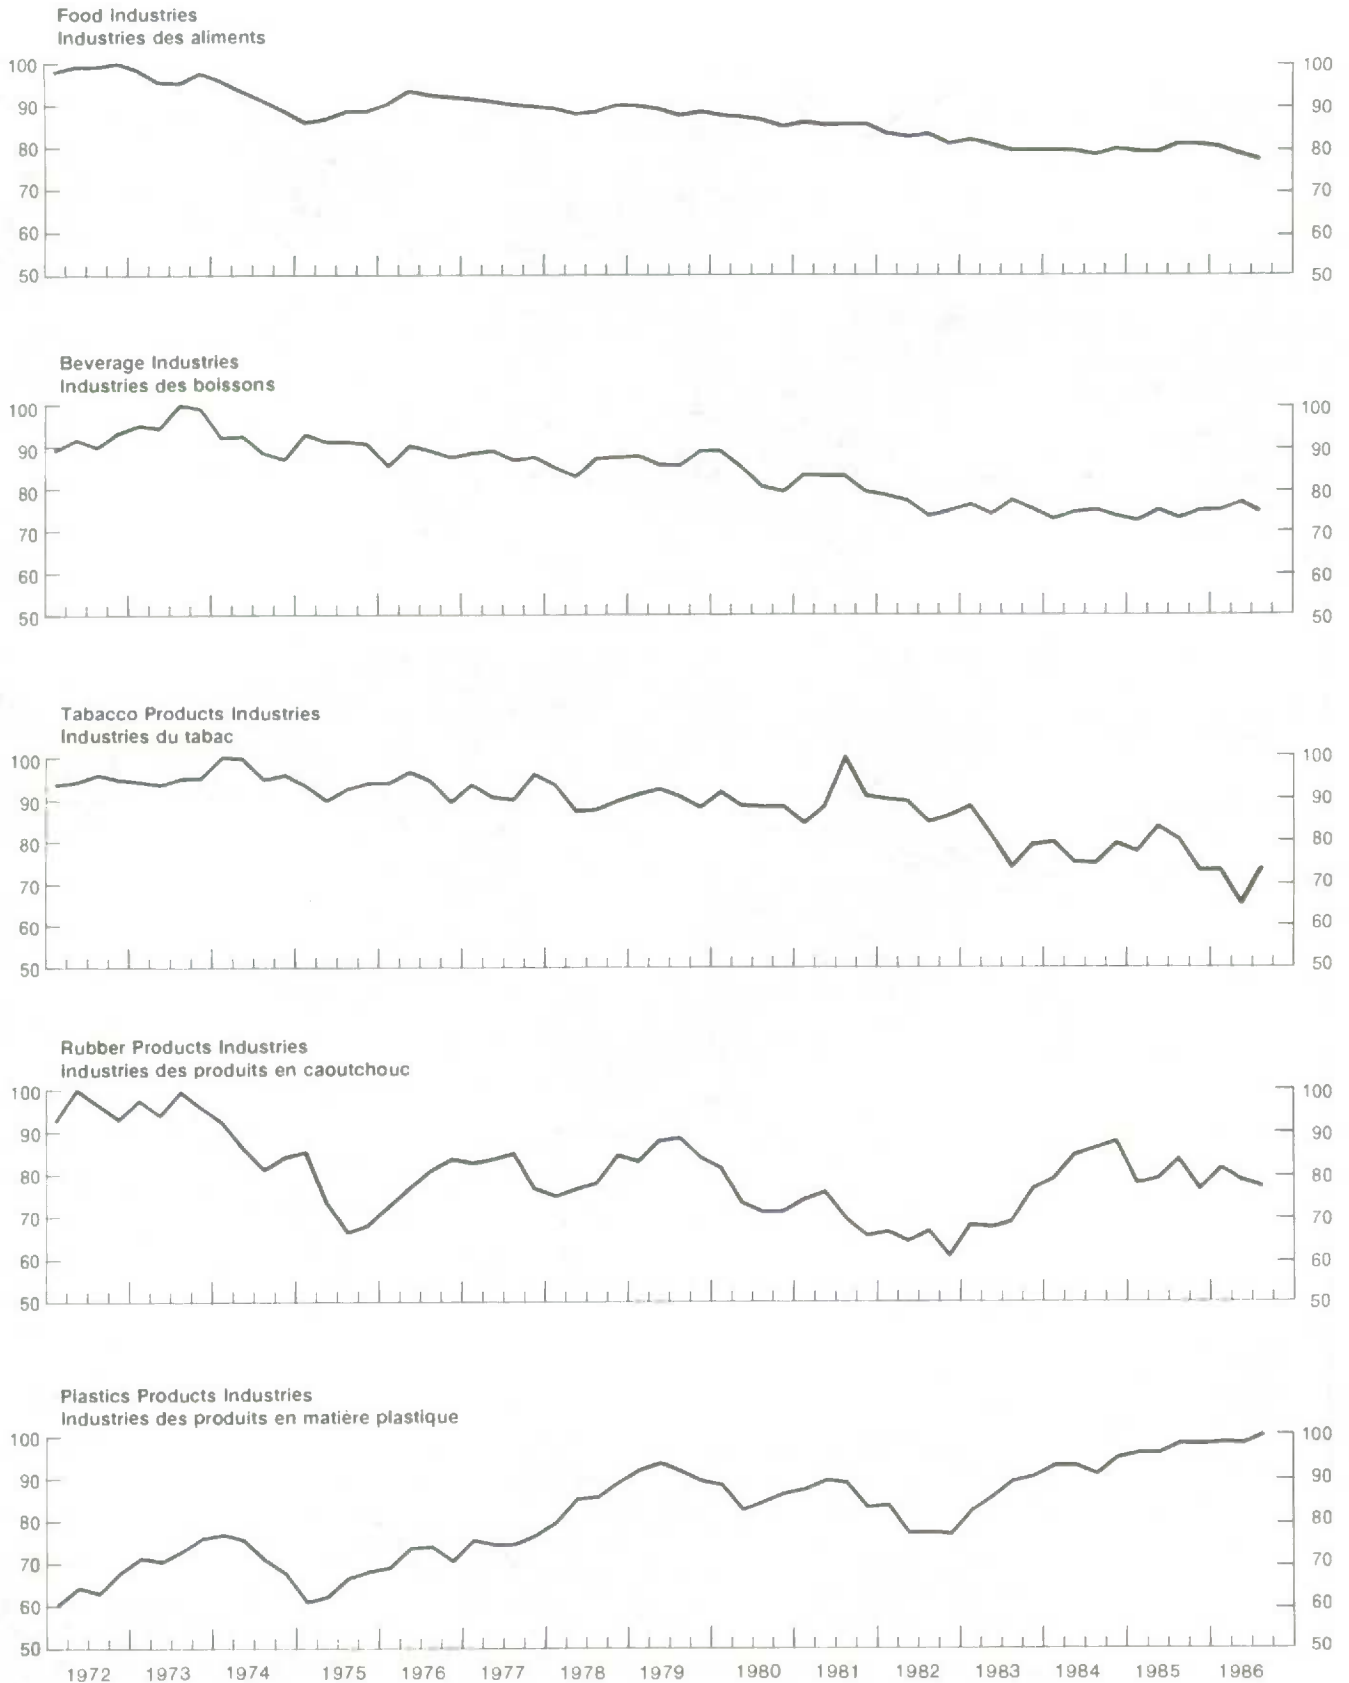 Food Industries
Industries des aliments
100 100
90 90
80 80
70 70
60 60
50 50
Beverage Industries
Industries des boissons
100 100
90 90
80 80
70 70
60 60
50 50
Tabacco Products Industries
Industries du tabac
100 100
90 90
80 80
70 70
60 60
50 50
Rubber Products Industries
Industries des produits en caoutchouc
100 100
90 90
80 80
70 70
60 60
50 50
Plastics Products Industries
Industries des produits en matière plastique
100 100
90 90
80 80
70 70
60 60
50 50
1972 1973 1974 1975 1976 1977 1978 1979 1980 1981 1982 1983 1984 1985 1986